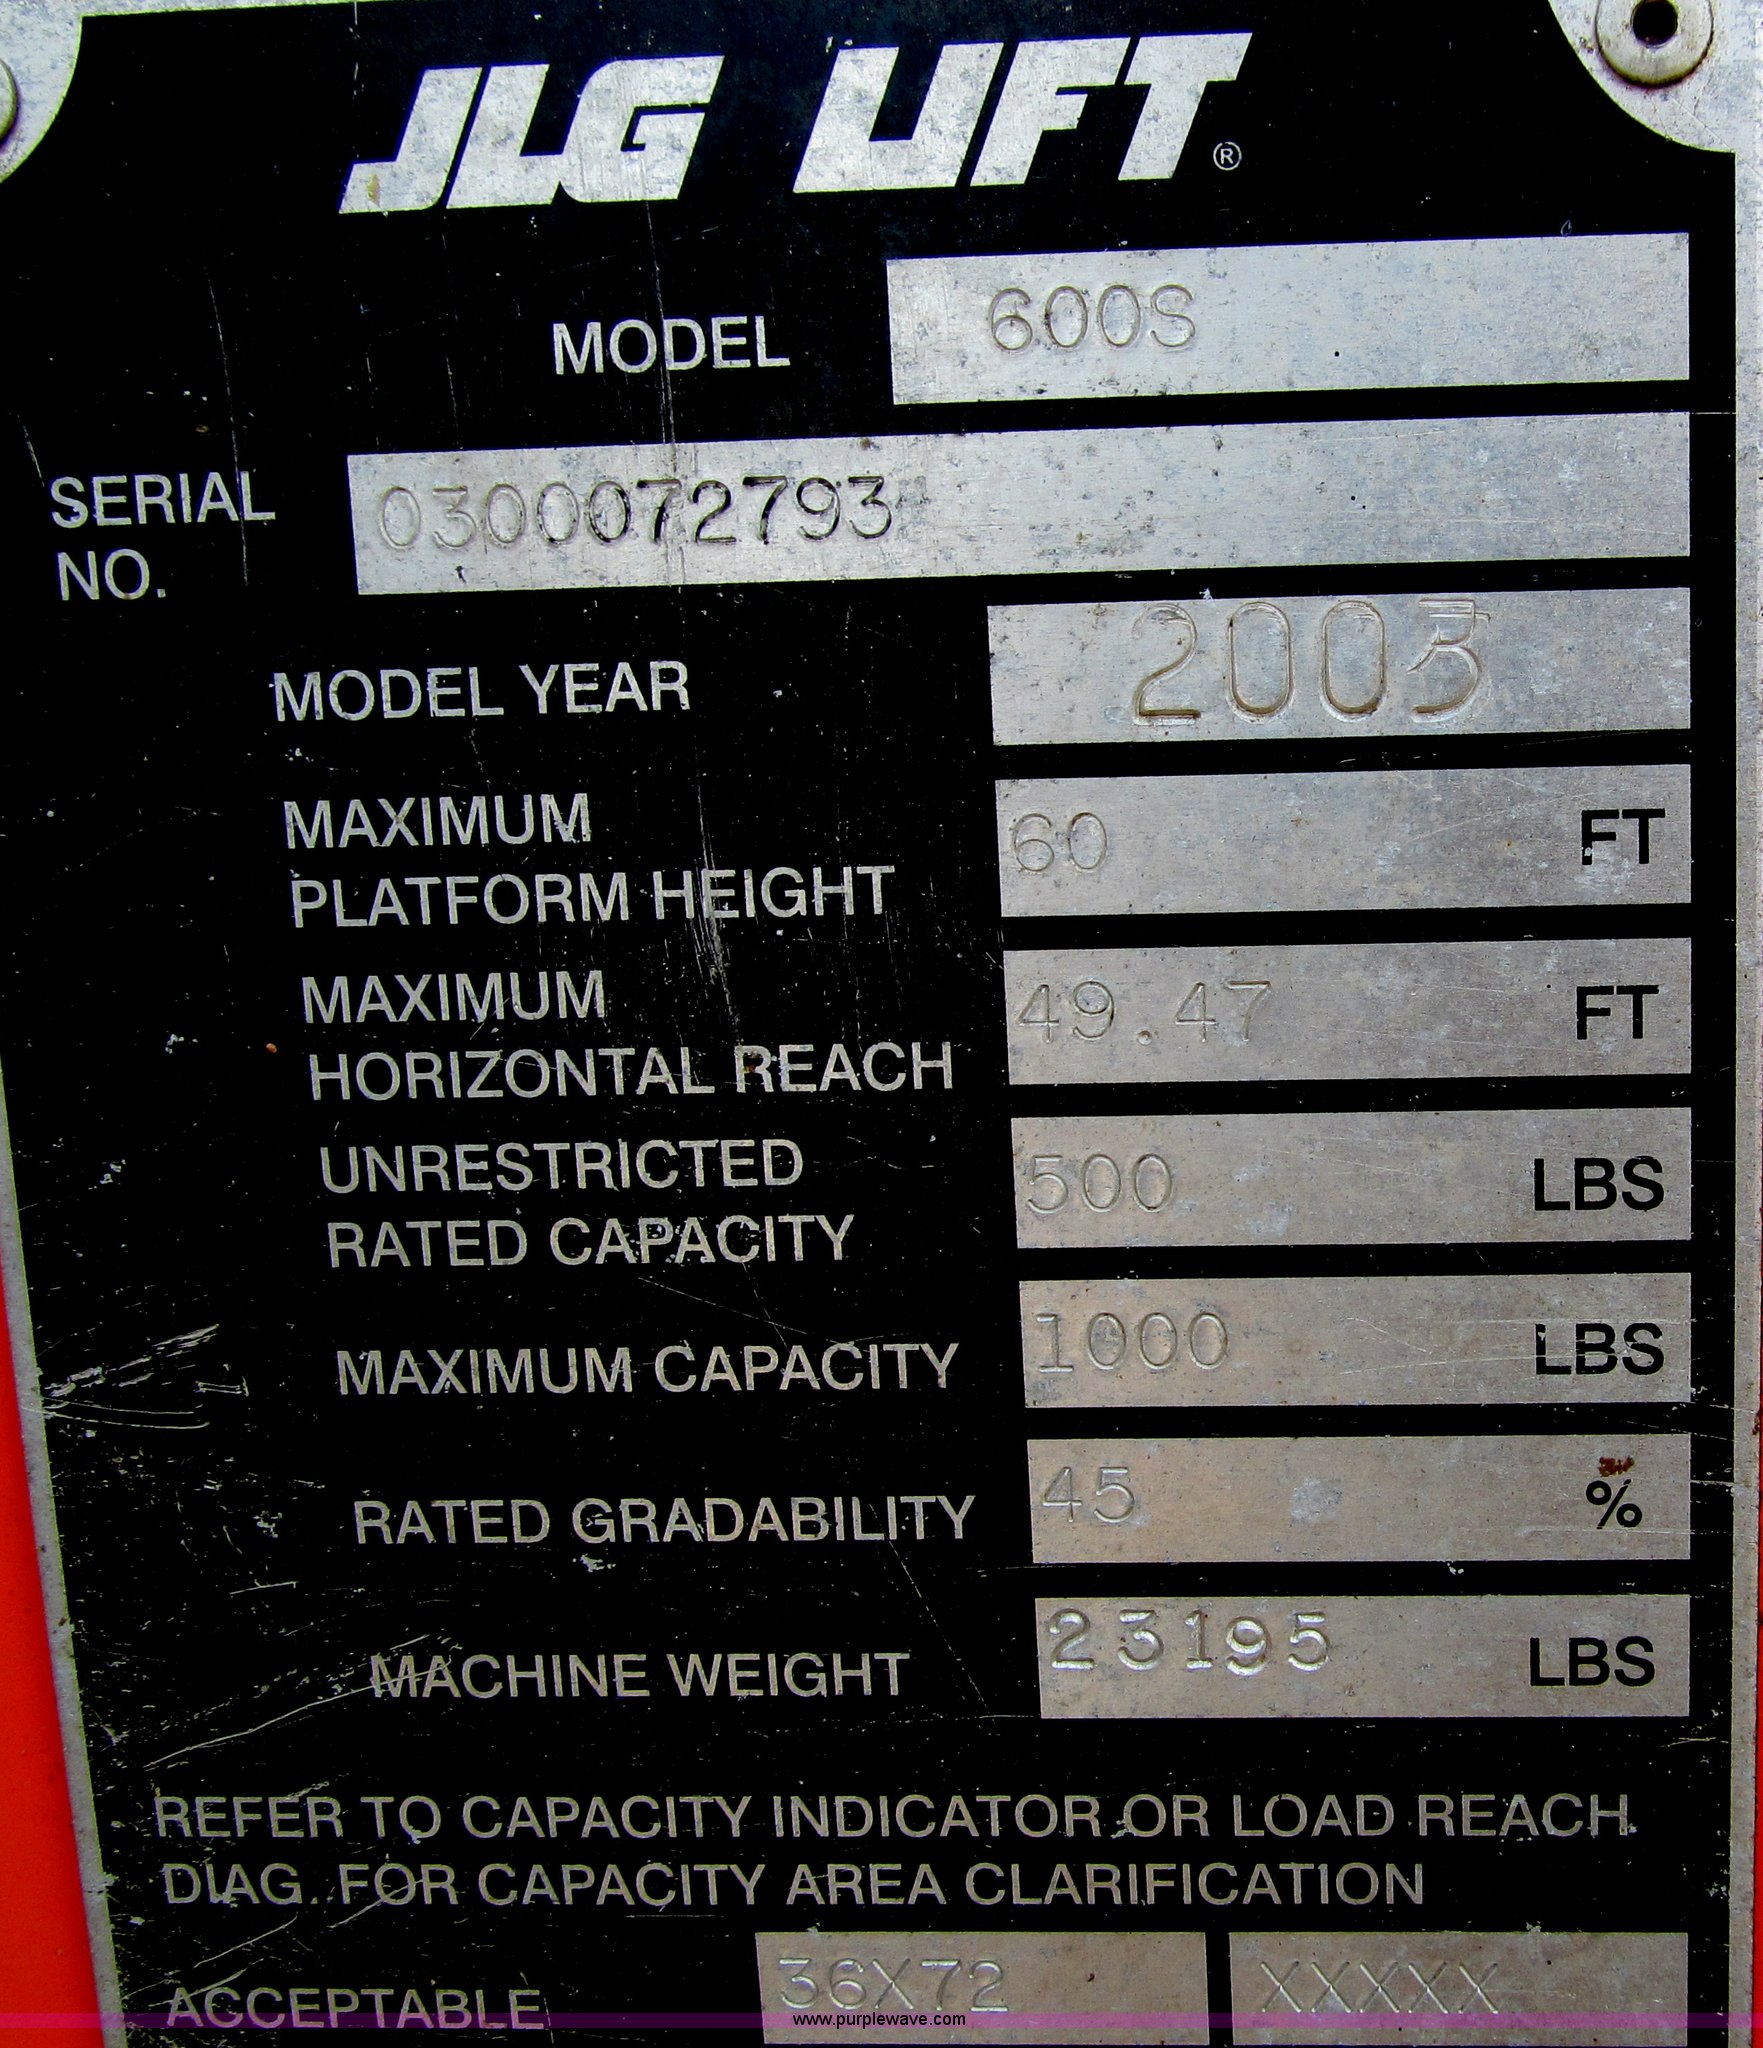 JLG LIFT®
MODEL 600S
SERIAL NO. 0300072793
MODEL YEAR 2003
MAXIMUM
PLATFORM HEIGHT 60 FT
MAXIMUM
HORIZONTAL REACH 49.47 FT
UNRESTRICTED
RATED CAPACITY 500 LBS
MAXIMUM CAPACITY 1000 LBS
RATED GRADABILITY 45 %
MACHINE WEIGHT 23195 LBS
REFER TO CAPACITY INDICATOR OR LOAD REACH
DIAG. FOR CAPACITY AREA CLARIFICATION
ACCEPTABLE 36X72 XXXXX
www.purplewave.com